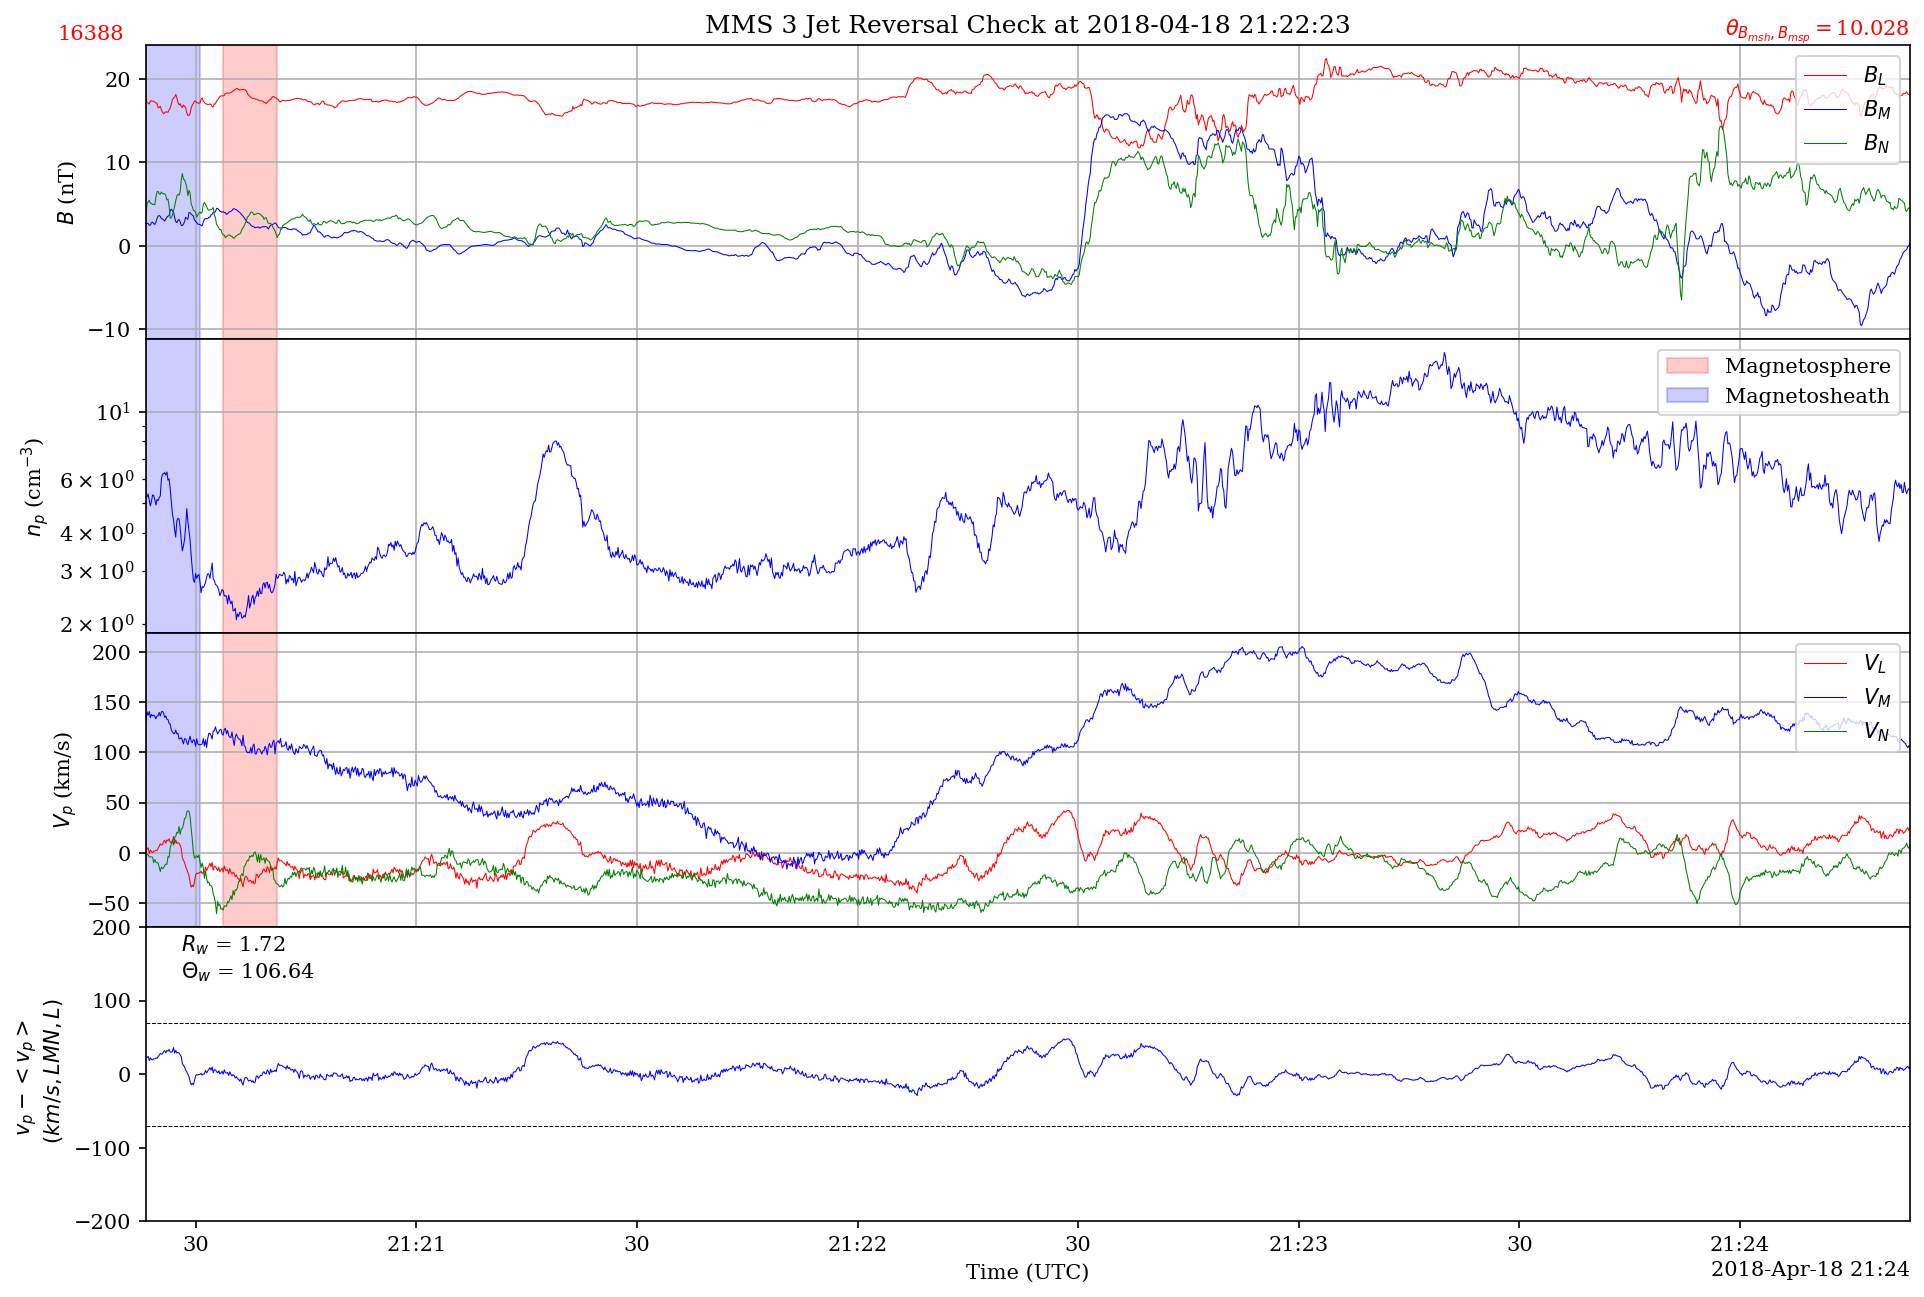 MMS 3 Jet Reversal Check at 2018-04-18 21:22:23
16388
θ_{B_{msh}, B_{msp}} = 10.028
20
10
0
−10
B (nT)
B_L
B_M
B_N
10^1
6 × 10^0
4 × 10^0
3 × 10^0
2 × 10^0
n_p (cm^{−3})
Magnetosphere
Magnetosheath
200
150
100
50
0
−50
V_p (km/s)
V_L
V_M
V_N
200
100
0
−100
−200
v_p − < v_p >
(km/s, LMN, L)
R_w = 1.72
Θ_w = 106.64
30
21:21
30
21:22
30
21:23
30
21:24
Time (UTC)
2018-Apr-18 21:24